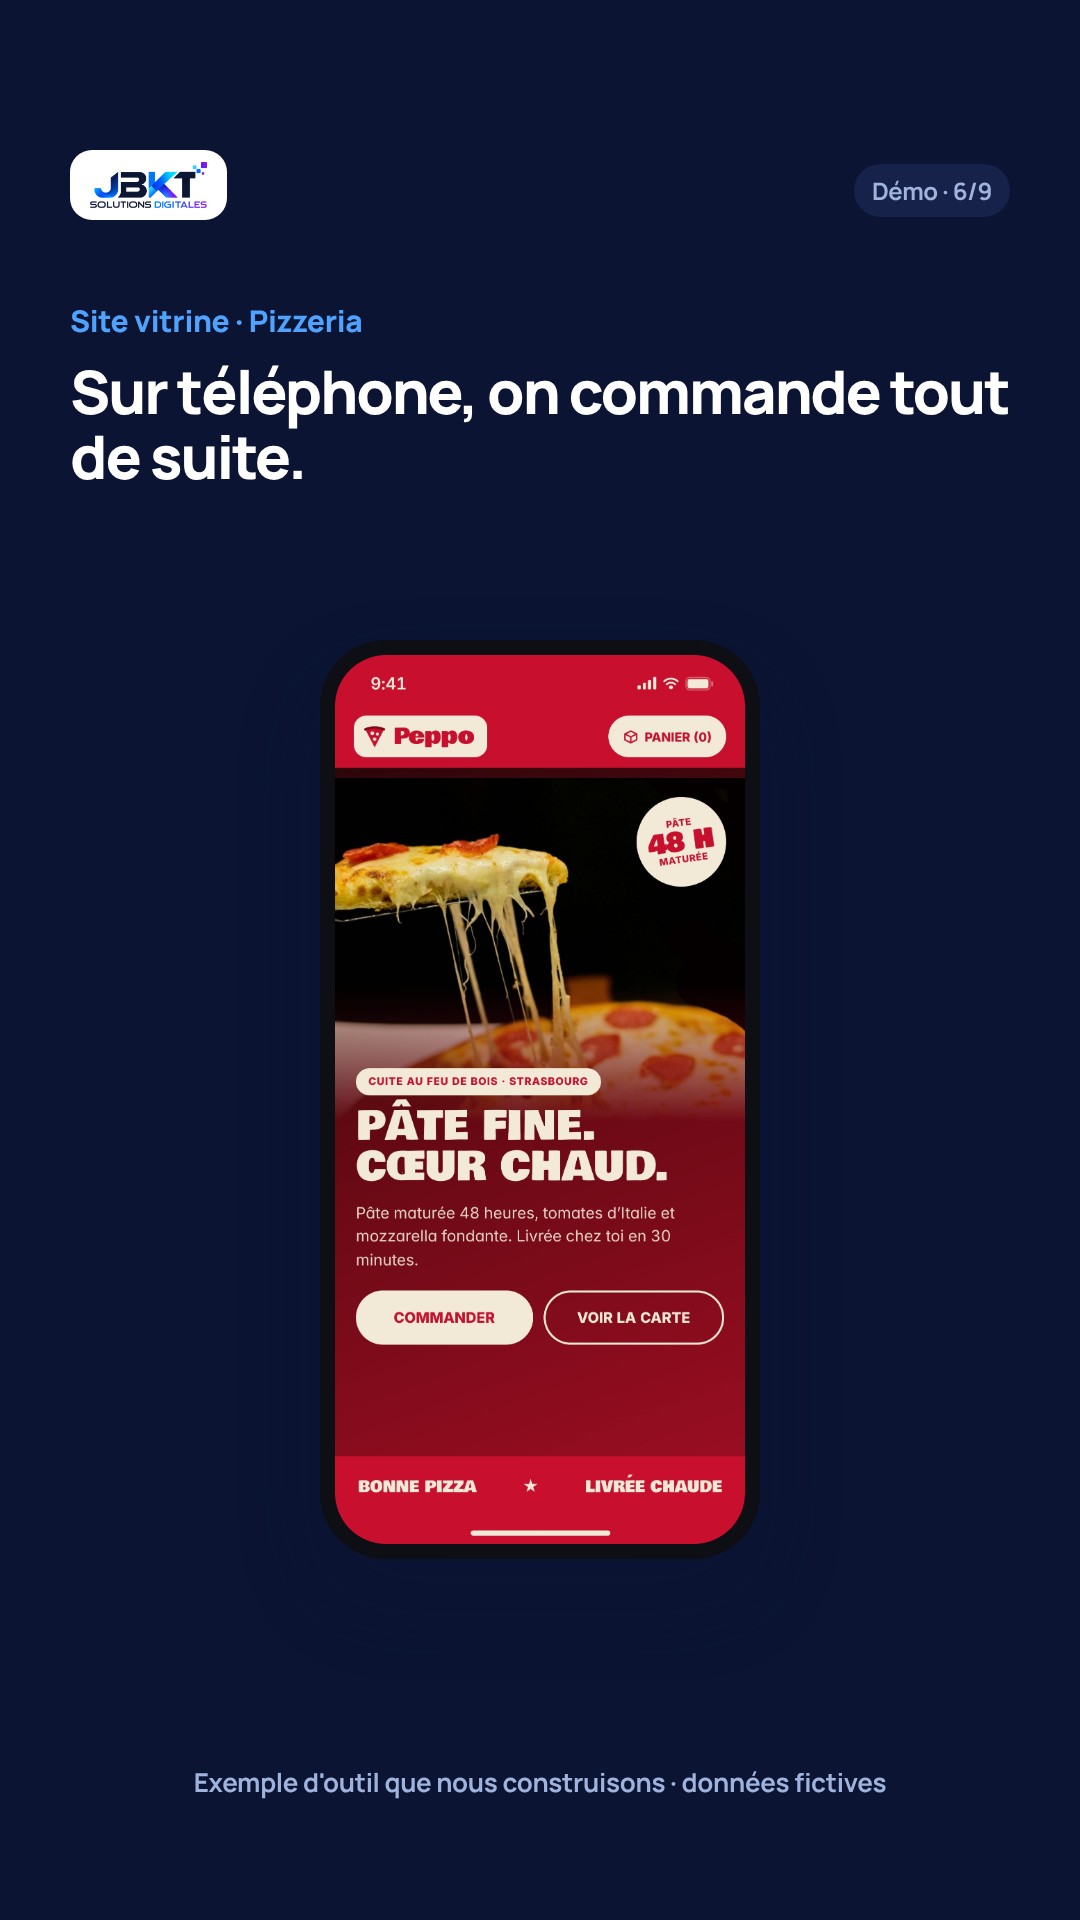 JBKT
SOLUTIONS DIGITALES
Démo · 6/9
Site vitrine · Pizzeria
Sur téléphone, on commande tout
de suite.
9:41
Peppo
PANIER (0)
PÂTE
48 H
MATURÉE
CUITE AU FEU DE BOIS · STRASBOURG
PÂTE FINE.
CŒUR CHAUD.
Pâte maturée 48 heures, tomates d’Italie et
mozzarella fondante. Livrée chez toi en 30
minutes.
COMMANDER
VOIR LA CARTE
BONNE PIZZA ★ LIVRÉE CHAUDE
Exemple d'outil que nous construisons · données fictives